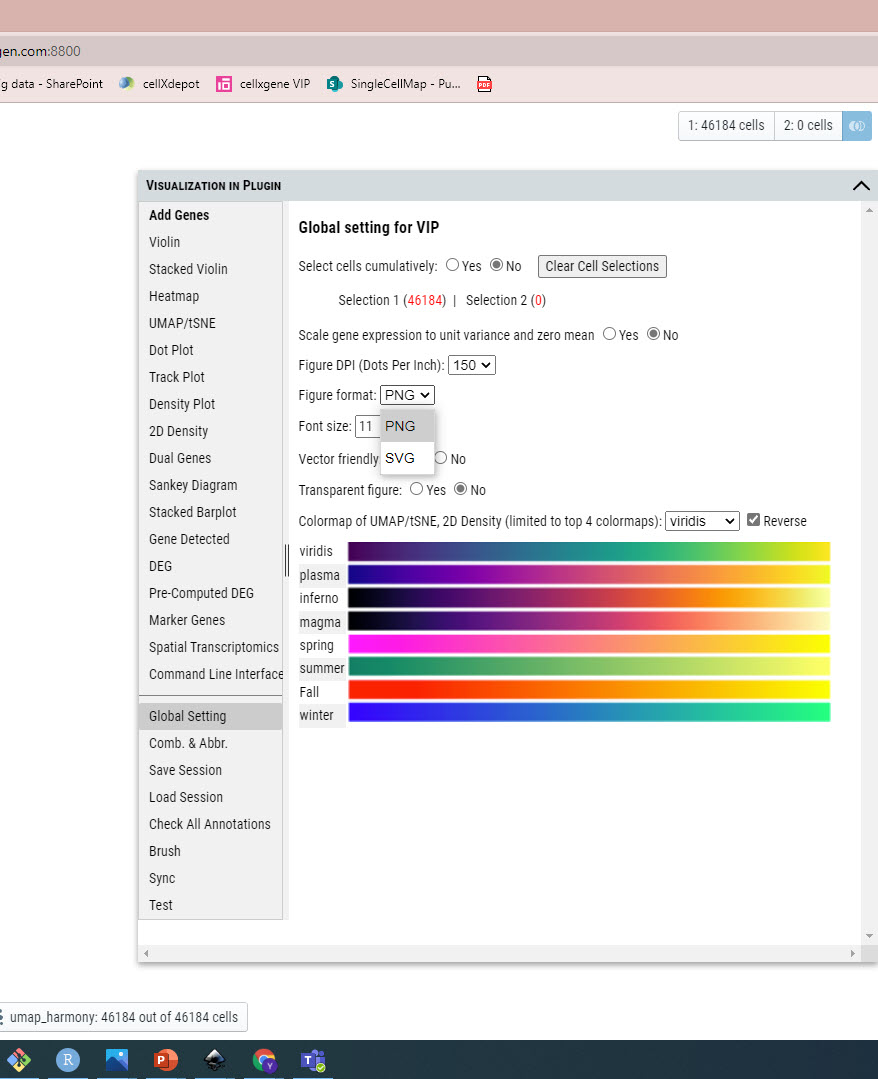 gen.com:8800
g data - SharePoint cellXdepot cellxgene VIP SingleCellMap - Pu... PDF
1: 46184 cells 2: 0 cells
Visualization in Plugin
Add Genes
Violin
Stacked Violin
Heatmap
UMAP/tSNE
Dot Plot
Track Plot
Density Plot
2D Density
Dual Genes
Sankey Diagram
Stacked Barplot
Gene Detected
DEG
Pre-Computed DEG
Marker Genes
Spatial Transcriptomics
Command Line Interface
Global Setting
Comb. & Abbr.
Save Session
Load Session
Check All Annotations
Brush
Sync
Test
Global setting for VIP
Select cells cumulatively: Yes No Clear Cell Selections
Selection 1 (46184) | Selection 2 (0)
Scale gene expression to unit variance and zero mean Yes No
Figure DPI (Dots Per Inch): 150
Figure format: PNG
Font size: 11 PNG
Vector friendly SVG No
Transparent figure: Yes No
Colormap of UMAP/tSNE, 2D Density (limited to top 4 colormaps): viridis Reverse
viridis
plasma
inferno
magma
spring
summer
Fall
winter
umap_harmony: 46184 out of 46184 cells
R P Y T